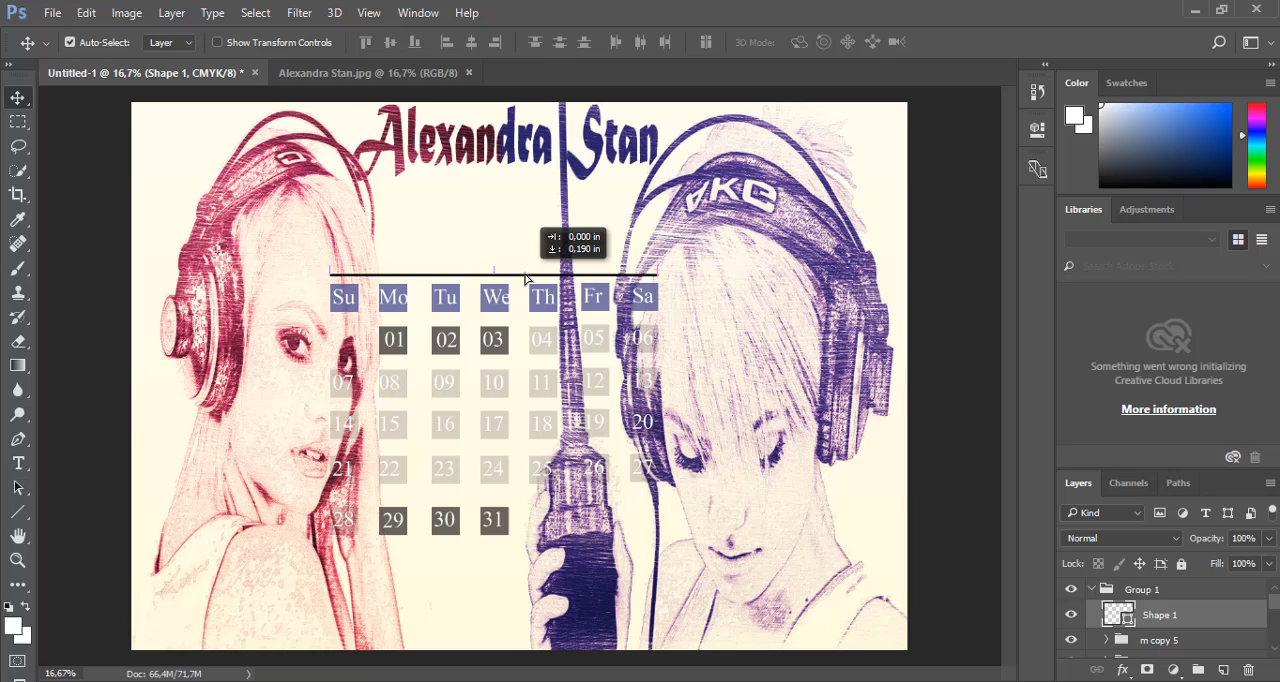 Ps File Edit Image Layer Type Select Filter 3D View Window Help
Auto-Select: Layer Show Transform Controls 3D Mode:
Untitled-1 @ 16,7% (Shape 1, CMYK/8) * × Alexandra Stan.jpg @ 16,7% (RGB/8) ×
Color Swatches
Alexandra Stan
AKG
Libraries Adjustments
Search Adobe Stock
0,000 in
0,190 in
Su Mo Tu We Th Fr Sa
01 02 03 04 05 06
07 08 09 10 11 12 13
14 15 16 17 18 19 20
21 22 23 24 25 26 27
28 29 30 31
Something went wrong initializing
Creative Cloud Libraries
More information
Layers Channels Paths
Kind
Normal Opacity: 100%
Lock: Fill: 100%
Group 1
Shape 1
m copy 5
16,67% Doc: 66,4M/71,7M